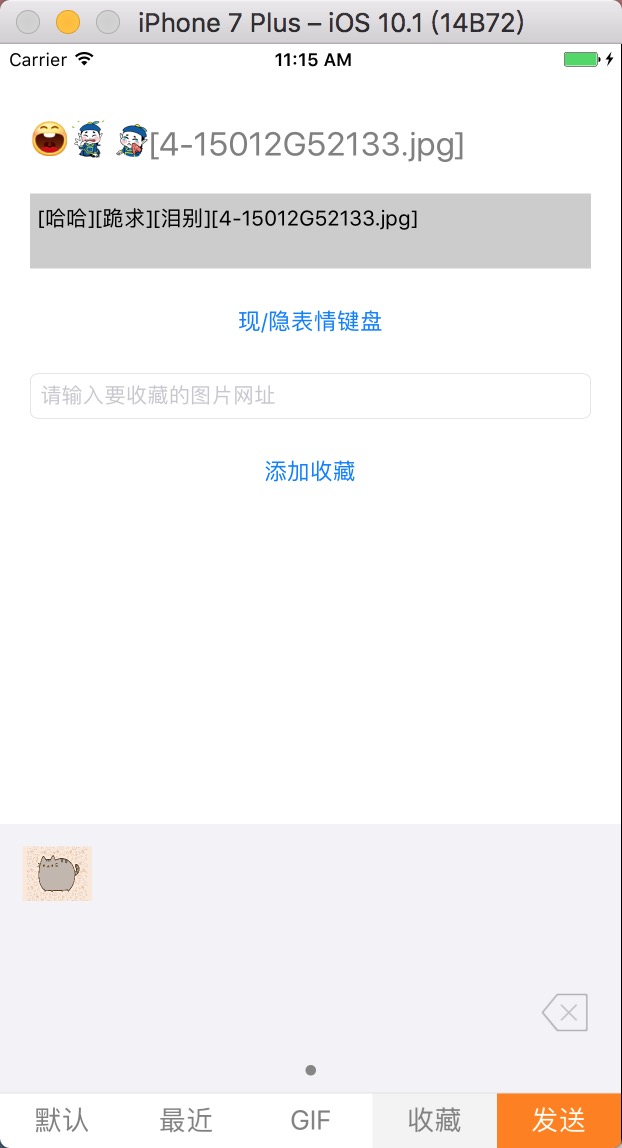 iPhone 7 Plus – iOS 10.1 (14B72)
Carrier 11:15 AM
[4-15012G52133.jpg]
[哈哈][跪求][泪别][4-15012G52133.jpg]
现/隐表情键盘
请输入要收藏的图片网址
添加收藏
默认 最近 GIF 收藏 发送